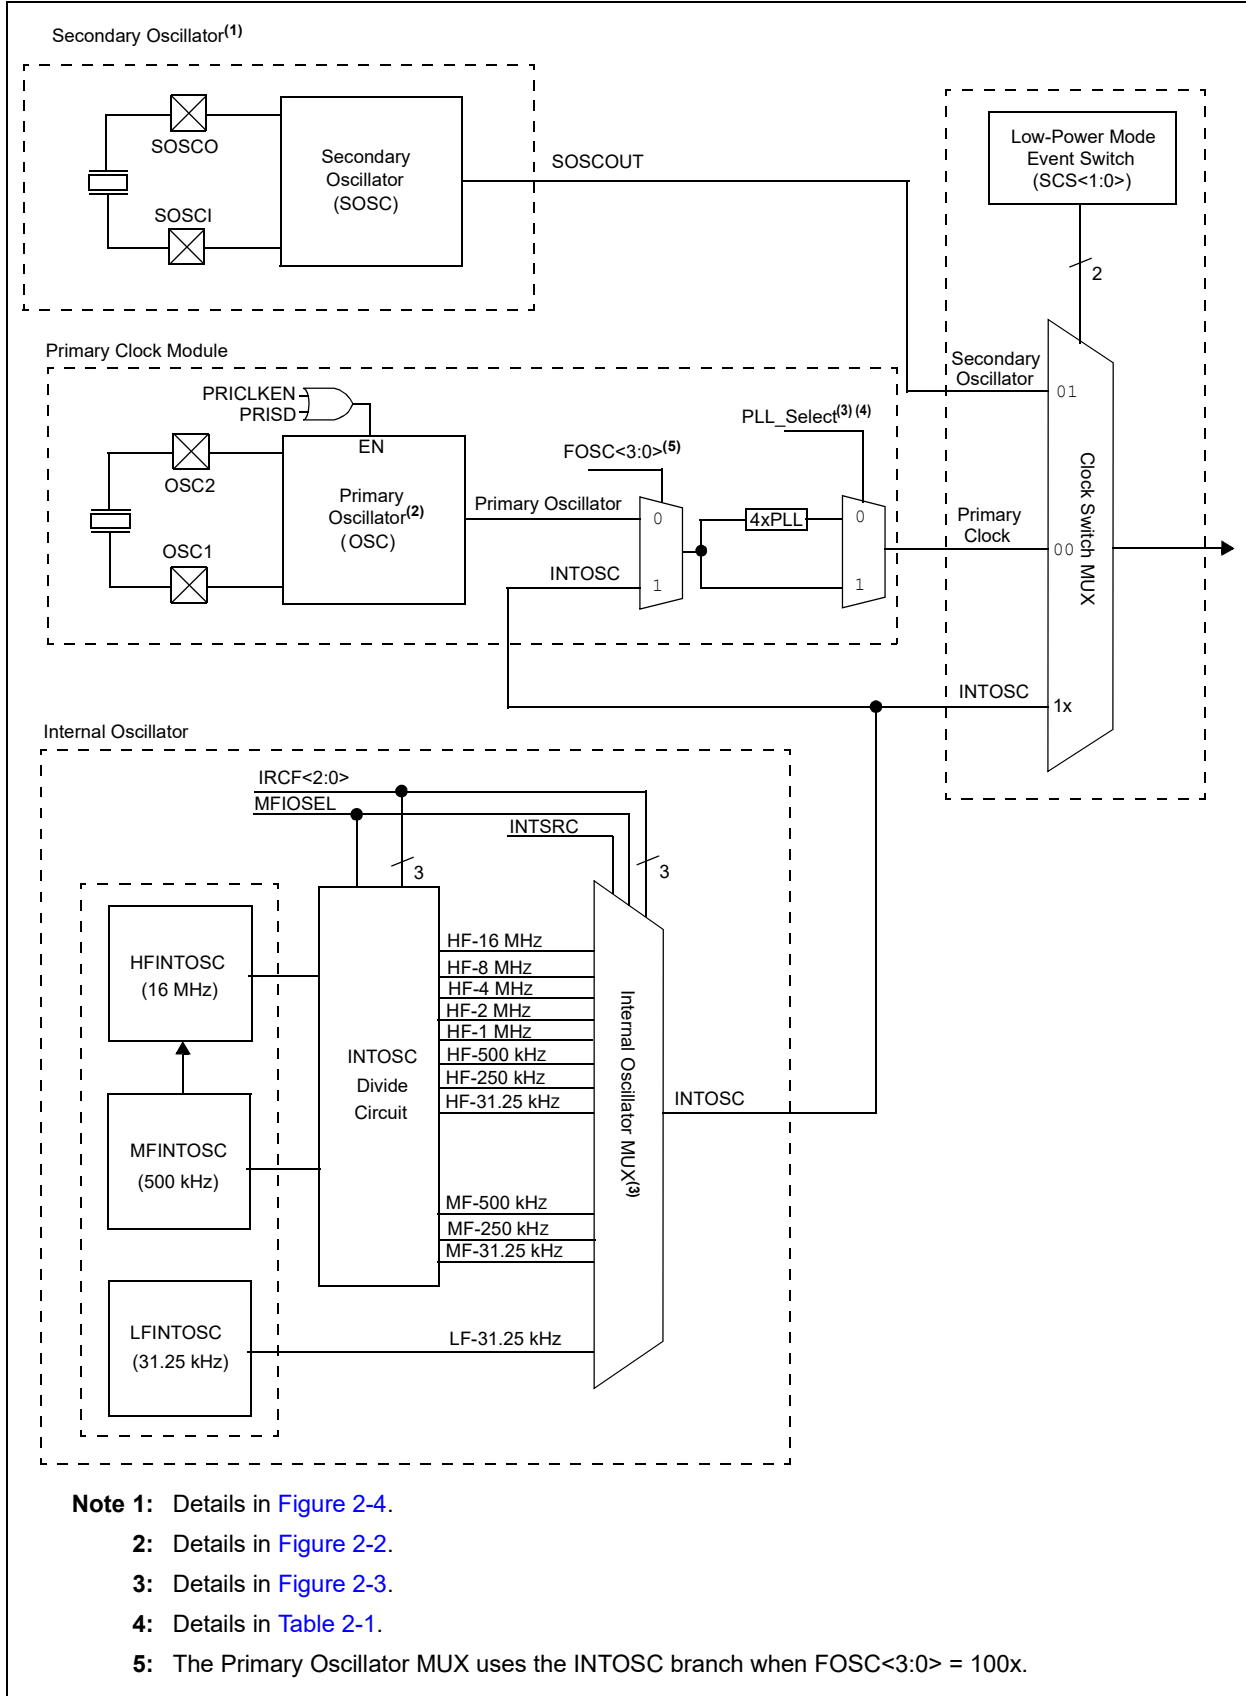 Secondary Oscillator(1)
SOSCO
SOSCI
Secondary
Oscillator
(SOSC)
SOSCOUT
Low-Power Mode
Event Switch
(SCS<1:0>)
2
Secondary
Oscillator
01
Primary
Clock
00
INTOSC
1x
Clock Switch MUX
Primary Clock Module
PRICLKEN
PRISD
EN
OSC2
OSC1
Primary
Oscillator(2)
(OSC)
Primary Oscillator
INTOSC
FOSC<3:0>(5)
0
1
4xPLL
PLL_Select(3) (4)
0
1
Internal Oscillator
IRCF<2:0>
MFIOSEL
INTSRC
3
3
HFINTOSC
(16 MHz)
MFINTOSC
(500 kHz)
LFINTOSC
(31.25 kHz)
INTOSC
Divide
Circuit
HF-16 MHz
HF-8 MHz
HF-4 MHz
HF-2 MHz
HF-1 MHz
HF-500 kHz
HF-250 kHz
HF-31.25 kHz
MF-500 kHz
MF-250 kHz
MF-31.25 kHz
LF-31.25 kHz
Internal Oscillator MUX(3)
INTOSC
Note 1: Details in Figure 2-4.
2: Details in Figure 2-2.
3: Details in Figure 2-3.
4: Details in Table 2-1.
5: The Primary Oscillator MUX uses the INTOSC branch when FOSC<3:0> = 100x.